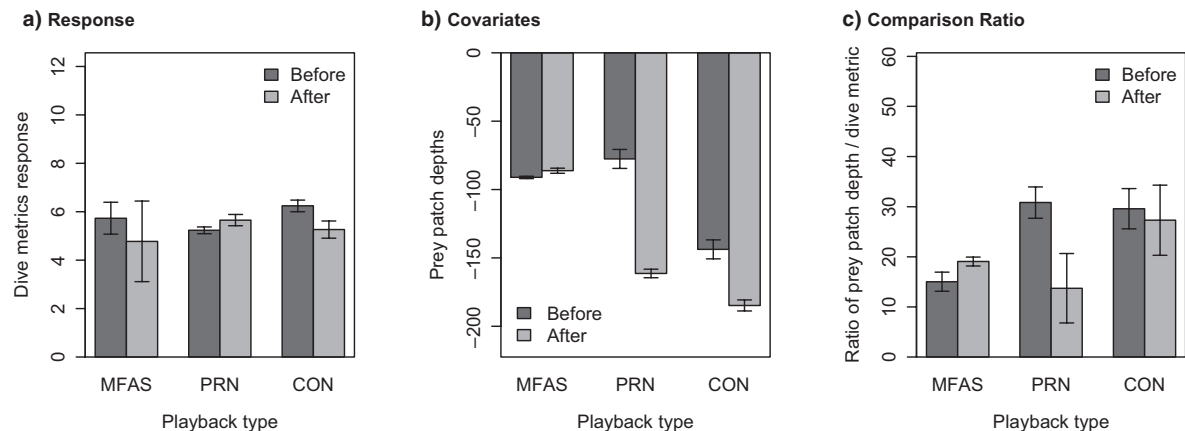 a) Response
Dive metrics response
12
10
8
6
4
2
0
Before
After
MFAS PRN CON
Playback type
b) Covariates
Prey patch depths
0
−50
−100
−150
−200
Before
After
MFAS PRN CON
Playback type
c) Comparison Ratio
Ratio of prey patch depth / dive metric
60
50
40
30
20
10
0
Before
After
MFAS PRN CON
Playback type